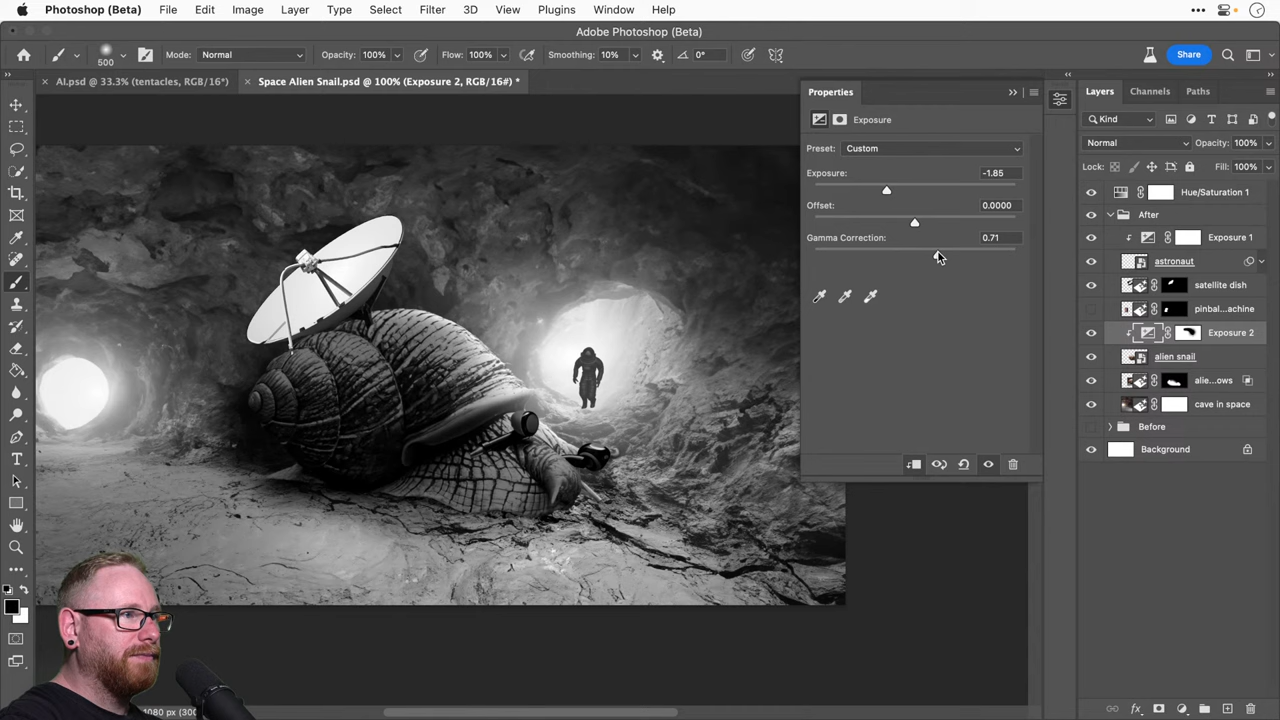 Photoshop (Beta) File Edit Image Layer Type Select Filter 3D View Plugins Window Help
Adobe Photoshop (Beta)
500 Mode: Normal Opacity: 100% Flow: 100% Smoothing: 10% 0° Share
AI.psd @ 33.3% (tentacles, RGB/16*)
Space Alien Snail.psd @ 100% (Exposure 2, RGB/16#) *
Properties
Exposure
Preset: Custom
Exposure: -1.85
Offset: 0.0000
Gamma Correction: 0.71
Layers Channels Paths
Kind
Normal Opacity: 100%
Lock: Fill: 100%
Hue/Saturation 1
After
Exposure 1
astronaut
satellite dish
pinbal...achine
Exposure 2
alien snail
alie...ows
cave in space
Before
Background
1080 px (300